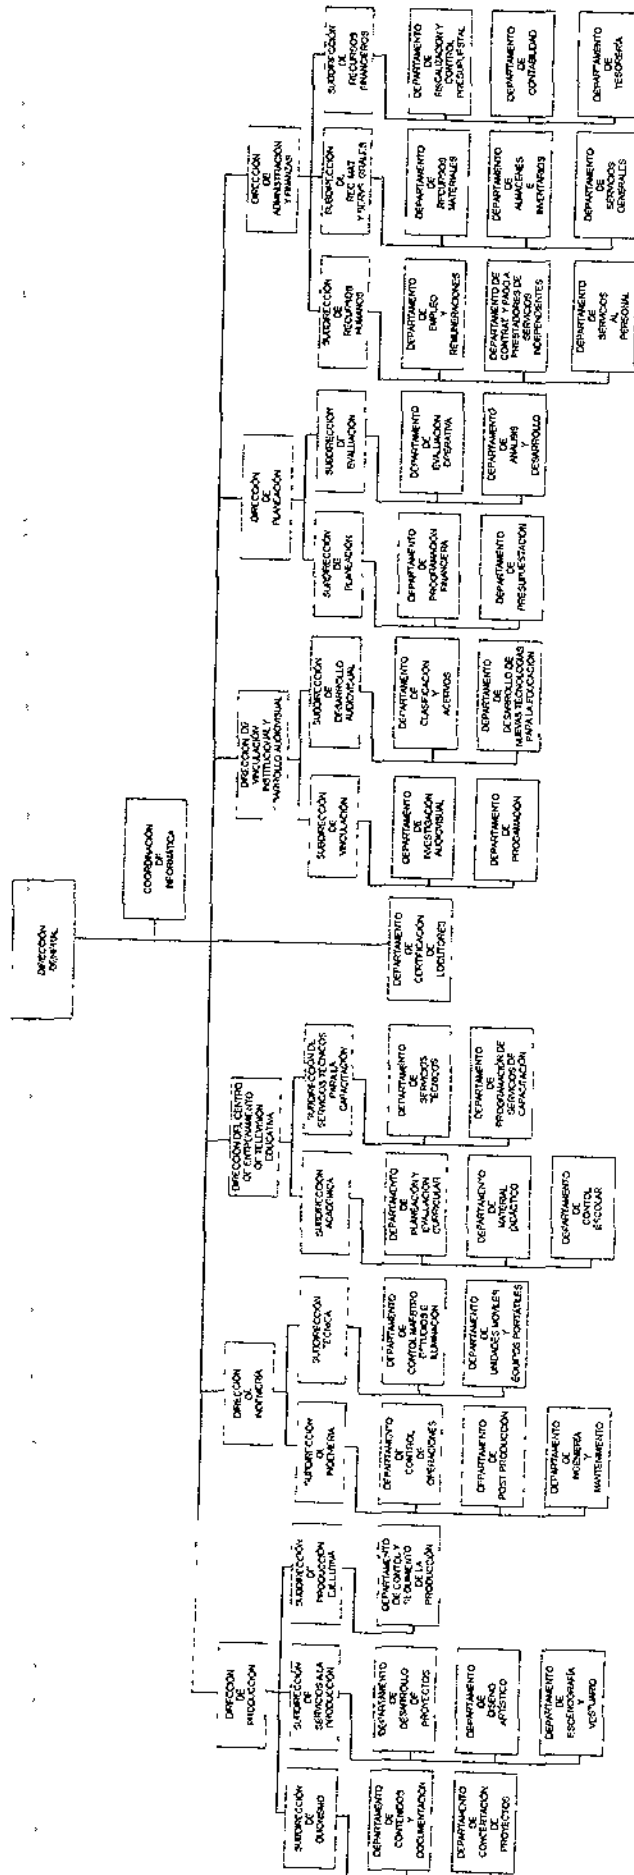 DIRECCIÓN
GENERAL
COORDINACIÓN
DE
INFORMÁTICA
DIRECCIÓN
DE
PRODUCCIÓN
DIRECCIÓN
DE
INGENIERÍA
DIRECCIÓN DEL CENTRO
DE ENTRENAMIENTO
DE TELEVISIÓN
EDUCATIVA
DIRECCIÓN DE
VINCULACIÓN
INSTITUCIONAL Y
DESARROLLO AUDIOVISUAL
DIRECCIÓN
DE
PLANEACIÓN
DIRECCIÓN
DE
ADMINISTRACIÓN
Y FINANZAS
SUBDIRECCIÓN
DE
GUIONISMO
SUBDIRECCIÓN
DE
SERVICIOS A LA
PRODUCCIÓN
SUBDIRECCIÓN
DE
PRODUCCIÓN
EJECUTIVA
SUBDIRECCIÓN
DE
INGENIERÍA
SUBDIRECCIÓN
TÉCNICA
SUBDIRECCIÓN
ACADÉMICA
SUBDIRECCIÓN DE
SERVICIOS TÉCNICOS
PARA LA
CAPACITACIÓN
SUBDIRECCIÓN
DE
VINCULACIÓN
SUBDIRECCIÓN
DE
DESARROLLO
AUDIOVISUAL
SUBDIRECCIÓN
DE
PLANEACIÓN
SUBDIRECCIÓN
DE
EVALUACIÓN
SUBDIRECCIÓN
DE
RECURSOS
HUMANOS
SUBDIRECCIÓN
DE
REC MAT
Y SERVS GRALES
SUBDIRECCIÓN
DE
RECURSOS
FINANCIEROS
DEPARTAMENTO
DE
CONTENIDOS
Y
DOCUMENTACIÓN
DEPARTAMENTO
DE
DESARROLLO
DE
PROYECTOS
DEPARTAMENTO
DE CONTOL Y
SEGUIMIENTO
DE LA
PRODUCCIÓN
DEPARTAMENTO
DE
CONTROL
DE
OPERACIONES
DEPARTAMENTO
DE
CONTOL MAESTRO
ESTUDIOS E
ILUMINACIÓN
DEPARTAMENTO
DE
PLANEACIÓN Y
EVALUACIÓN
CURRICULAR
DEPARTAMENTO
DE
SERVICIOS
TÉCNICOS
DEPARTAMENTO
DE
CERTIFICACIÓN
DE
LOCUTORES
DEPARTAMENTO
DE
INVESTIGACIÓN
AUDIOVISUAL
DEPARTAMENTO
DE
CLASIFICACIÓN
Y
ACERVOS
DEPARTAMENTO
DE
PROGRAMACIÓN
FINANCIERA
DEPARTAMENTO
DE
EVALUACIÓN
OPERATIVA
DEPARTAMENTO
DE
EMPLEO
Y
REMUNERACIONES
DEPARTAMENTO
DE
RECURSOS
MATERIALES
DEPARTAMENTO
DE
FISCALIZACIÓN Y
CONTROL
PRESUPUESTAL
DEPARTAMENTO
DE
CONCERTACIÓN
DE
PROYECTOS
DEPARTAMENTO
DE
DISEÑO
ARTÍSTICO
DEPARTAMENTO
DE
POST PRODUCCIÓN
DEPARTAMENTO
DE
UNIDADES MOVILES
Y
EQUIPOS PORTÁTILES
DEPARTAMENTO
DE
MATERIAL
DIDÁCTICO
DEPARTAMENTO
DE
PROGRAMACIÓN DE
SERVICIOS DE
CAPACITACIÓN
DEPARTAMENTO
DE
PROGRAMACIÓN
DEPARTAMENTO
DE
DESARROLLO DE
NUEVAS TECNOLOGÍAS
PARA LA EDUCACIÓN
DEPARTAMENTO
DE
PRESUPUESTACIÓN
DEPARTAMENTO
DE
ANÁLISIS
Y
DESARROLLO
DEPARTAMENTO DE
CONTRAT Y PAGO A
PRESTADORES DE
SERVICIOS
INDEPENDIENTES
DEPARTAMENTO
DE
ALMACENES
E
INVENTARIOS
DEPARTAMENTO
DE
CONTABILIDAD
DEPARTAMENTO
DE
ESCENOGRAFÍA
Y
VESTUARIO
DEPARTAMENTO
DE
INGENIERÍA
Y
MANTENIMIENTO
DEPARTAMENTO
DE
CONTOL
ESCOLAR
DEPARTAMENTO
DE
SERVICIOS
AL
PERSONAL
DEPARTAMENTO
DE
SERVICIOS
GENERALES
DEPARTAMENTO
DE
TESORERÍA